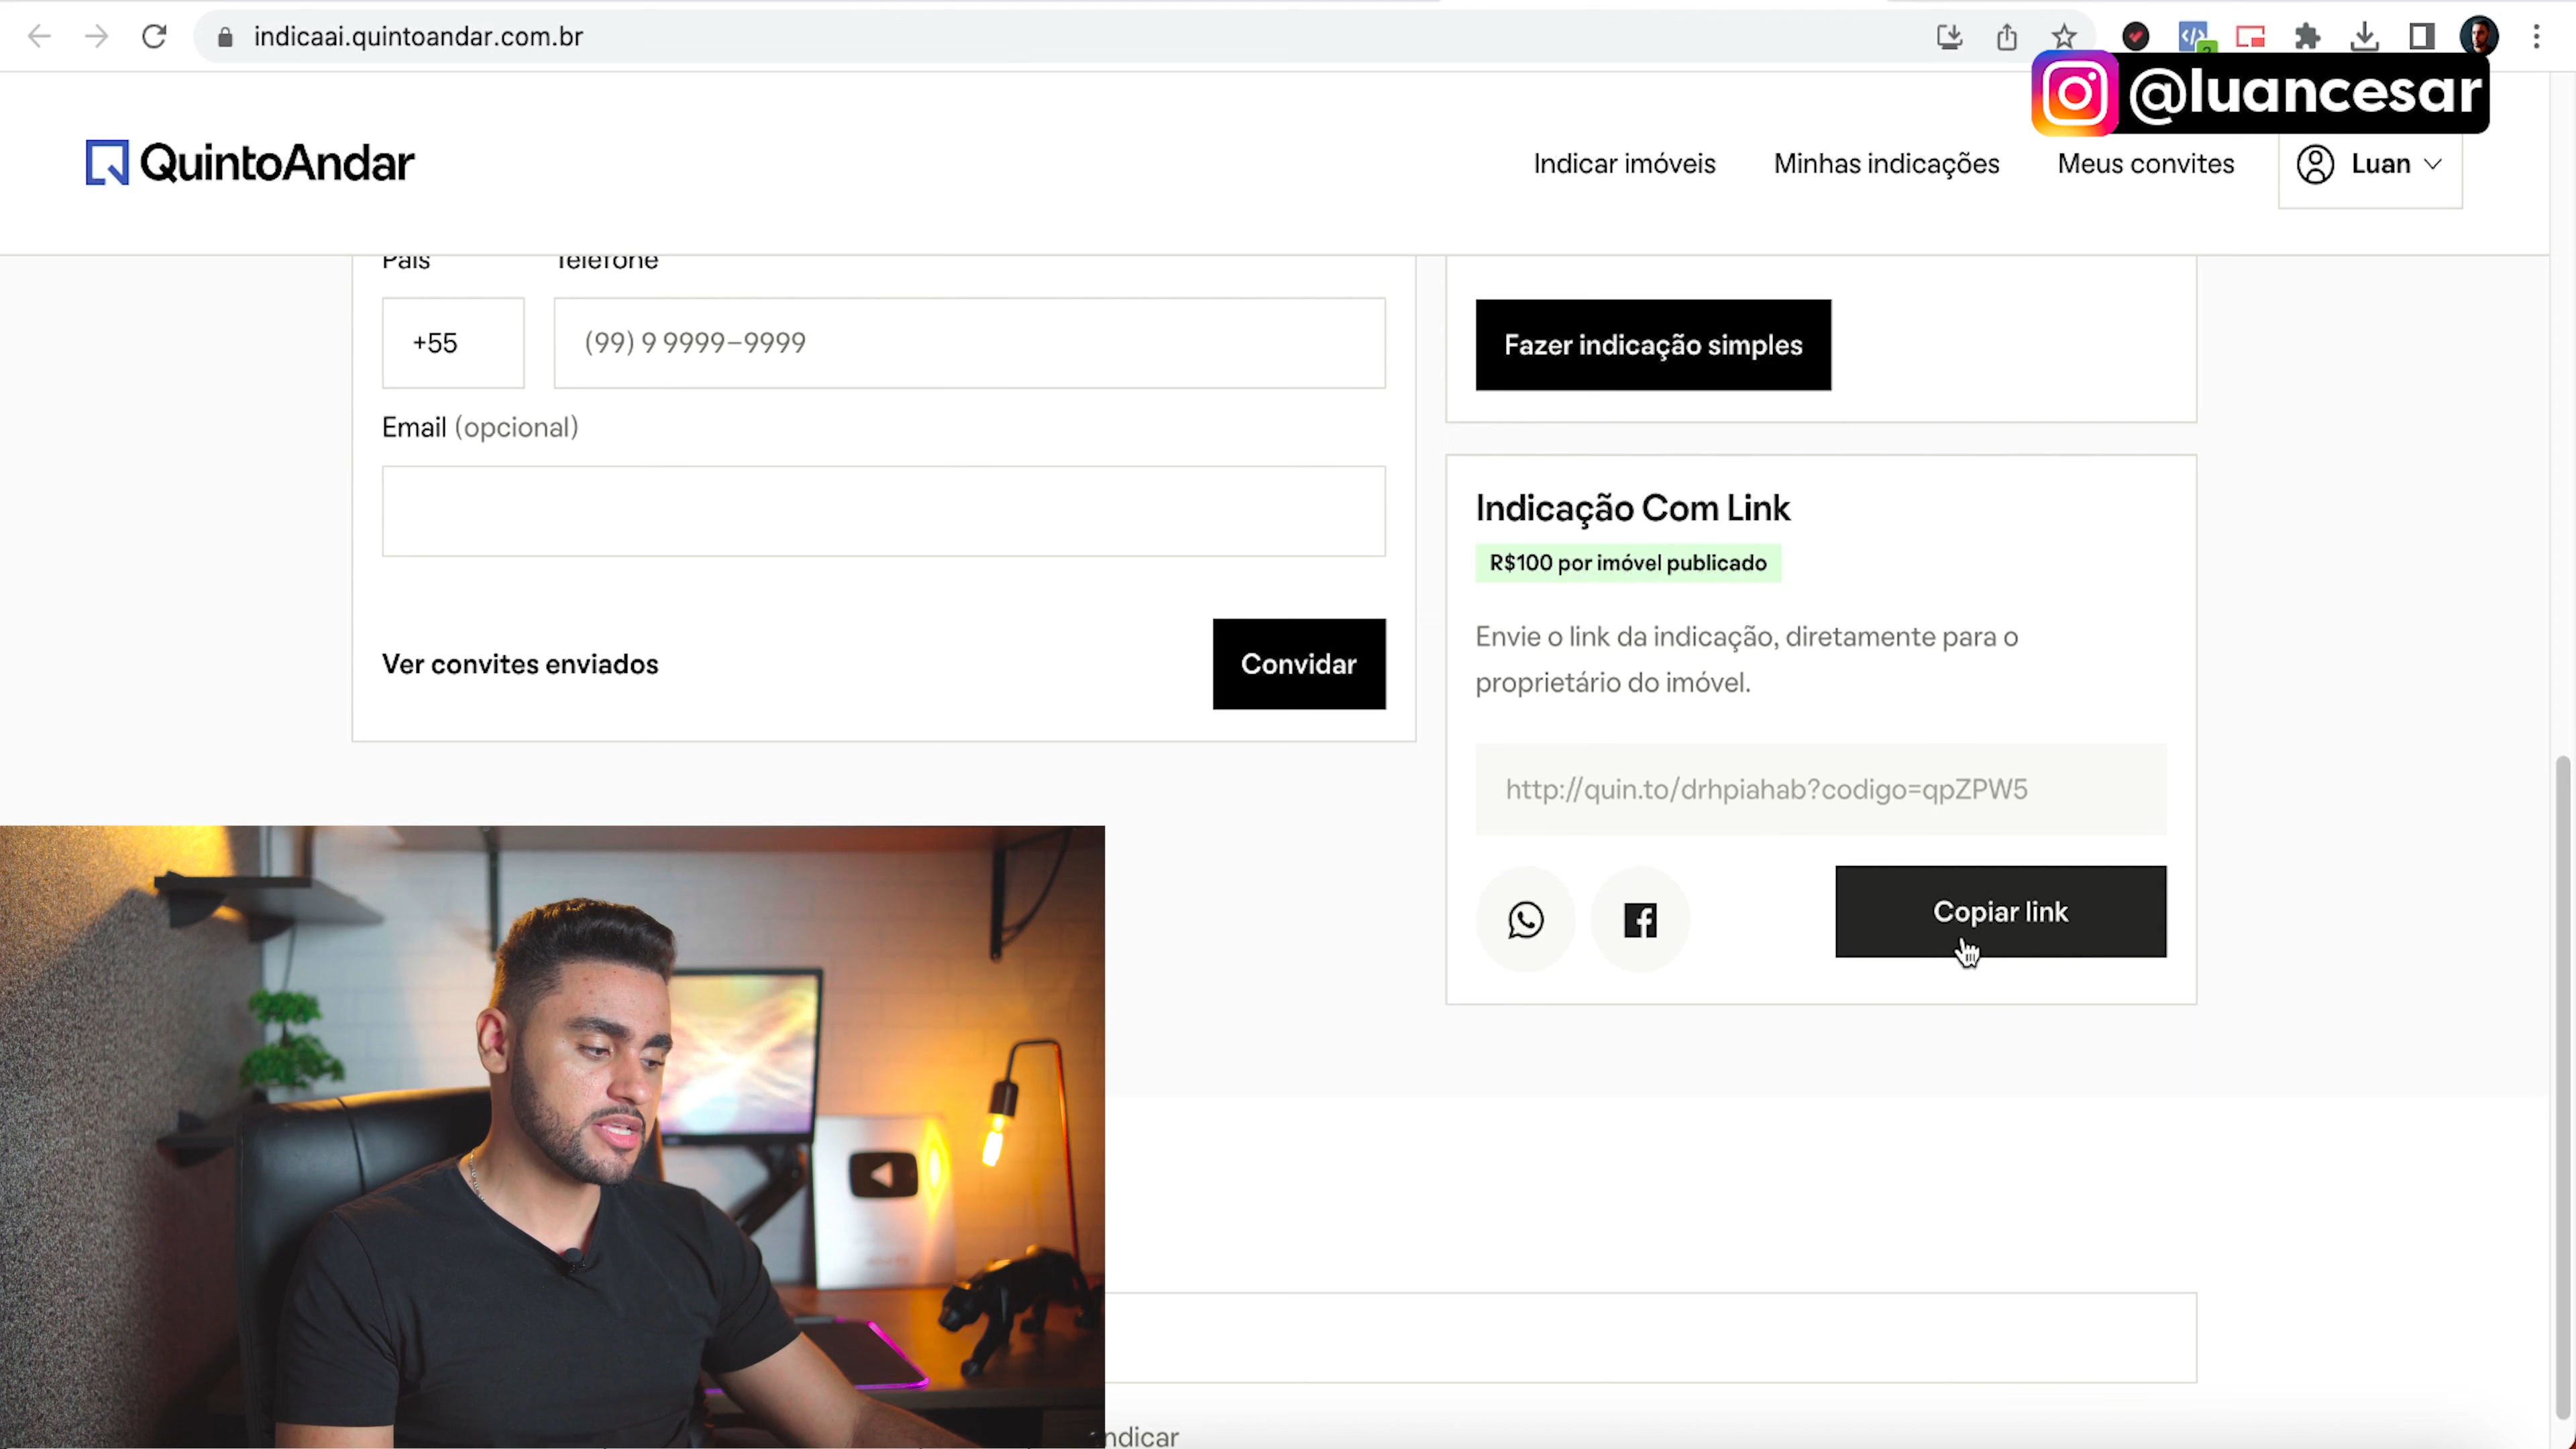 indicaai.quintoandar.com.br
@luancesar
QuintoAndar
Indicar imóveis
Minhas indicações
Meus convites
Luan
País
Telefone
+55
(99) 9 9999-9999
Email (opcional)
Ver convites enviados
Convidar
Fazer indicação simples
Indicação Com Link
R$100 por imóvel publicado
Envie o link da indicação, diretamente para o
proprietário do imóvel.
http://quin.to/drhpiahab?codigo=qpZPW5
Copiar link
ndicar